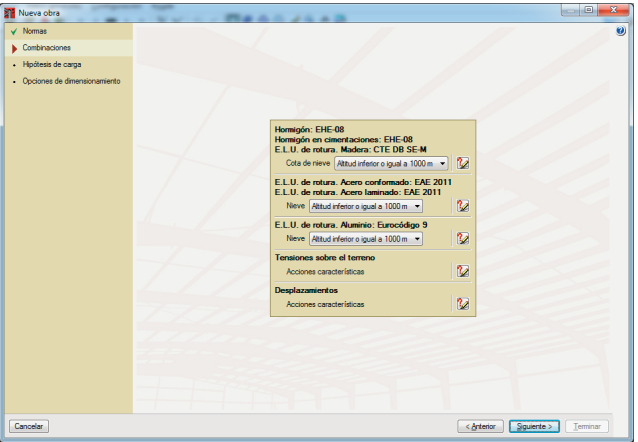 Nueva obra
Normas
Combinaciones
Hipótesis de carga
Opciones de dimensionamiento
Hormigón: EHE-08
Hormigón en cimentaciones: EHE-08
E.L.U. de rotura. Madera: CTE DB SE-M
Cota de nieve Altitud inferior o igual a 1000 m
E.L.U. de rotura. Acero conformado: EAE 2011
E.L.U. de rotura. Acero laminado: EAE 2011
Nieve Altitud inferior o igual a 1000 m
E.L.U. de rotura. Aluminio: Eurocódigo 9
Nieve Altitud inferior o igual a 1000 m
Tensiones sobre el terreno
Acciones características
Desplazamientos
Acciones características
Cancelar < Anterior Siguiente > Terminar